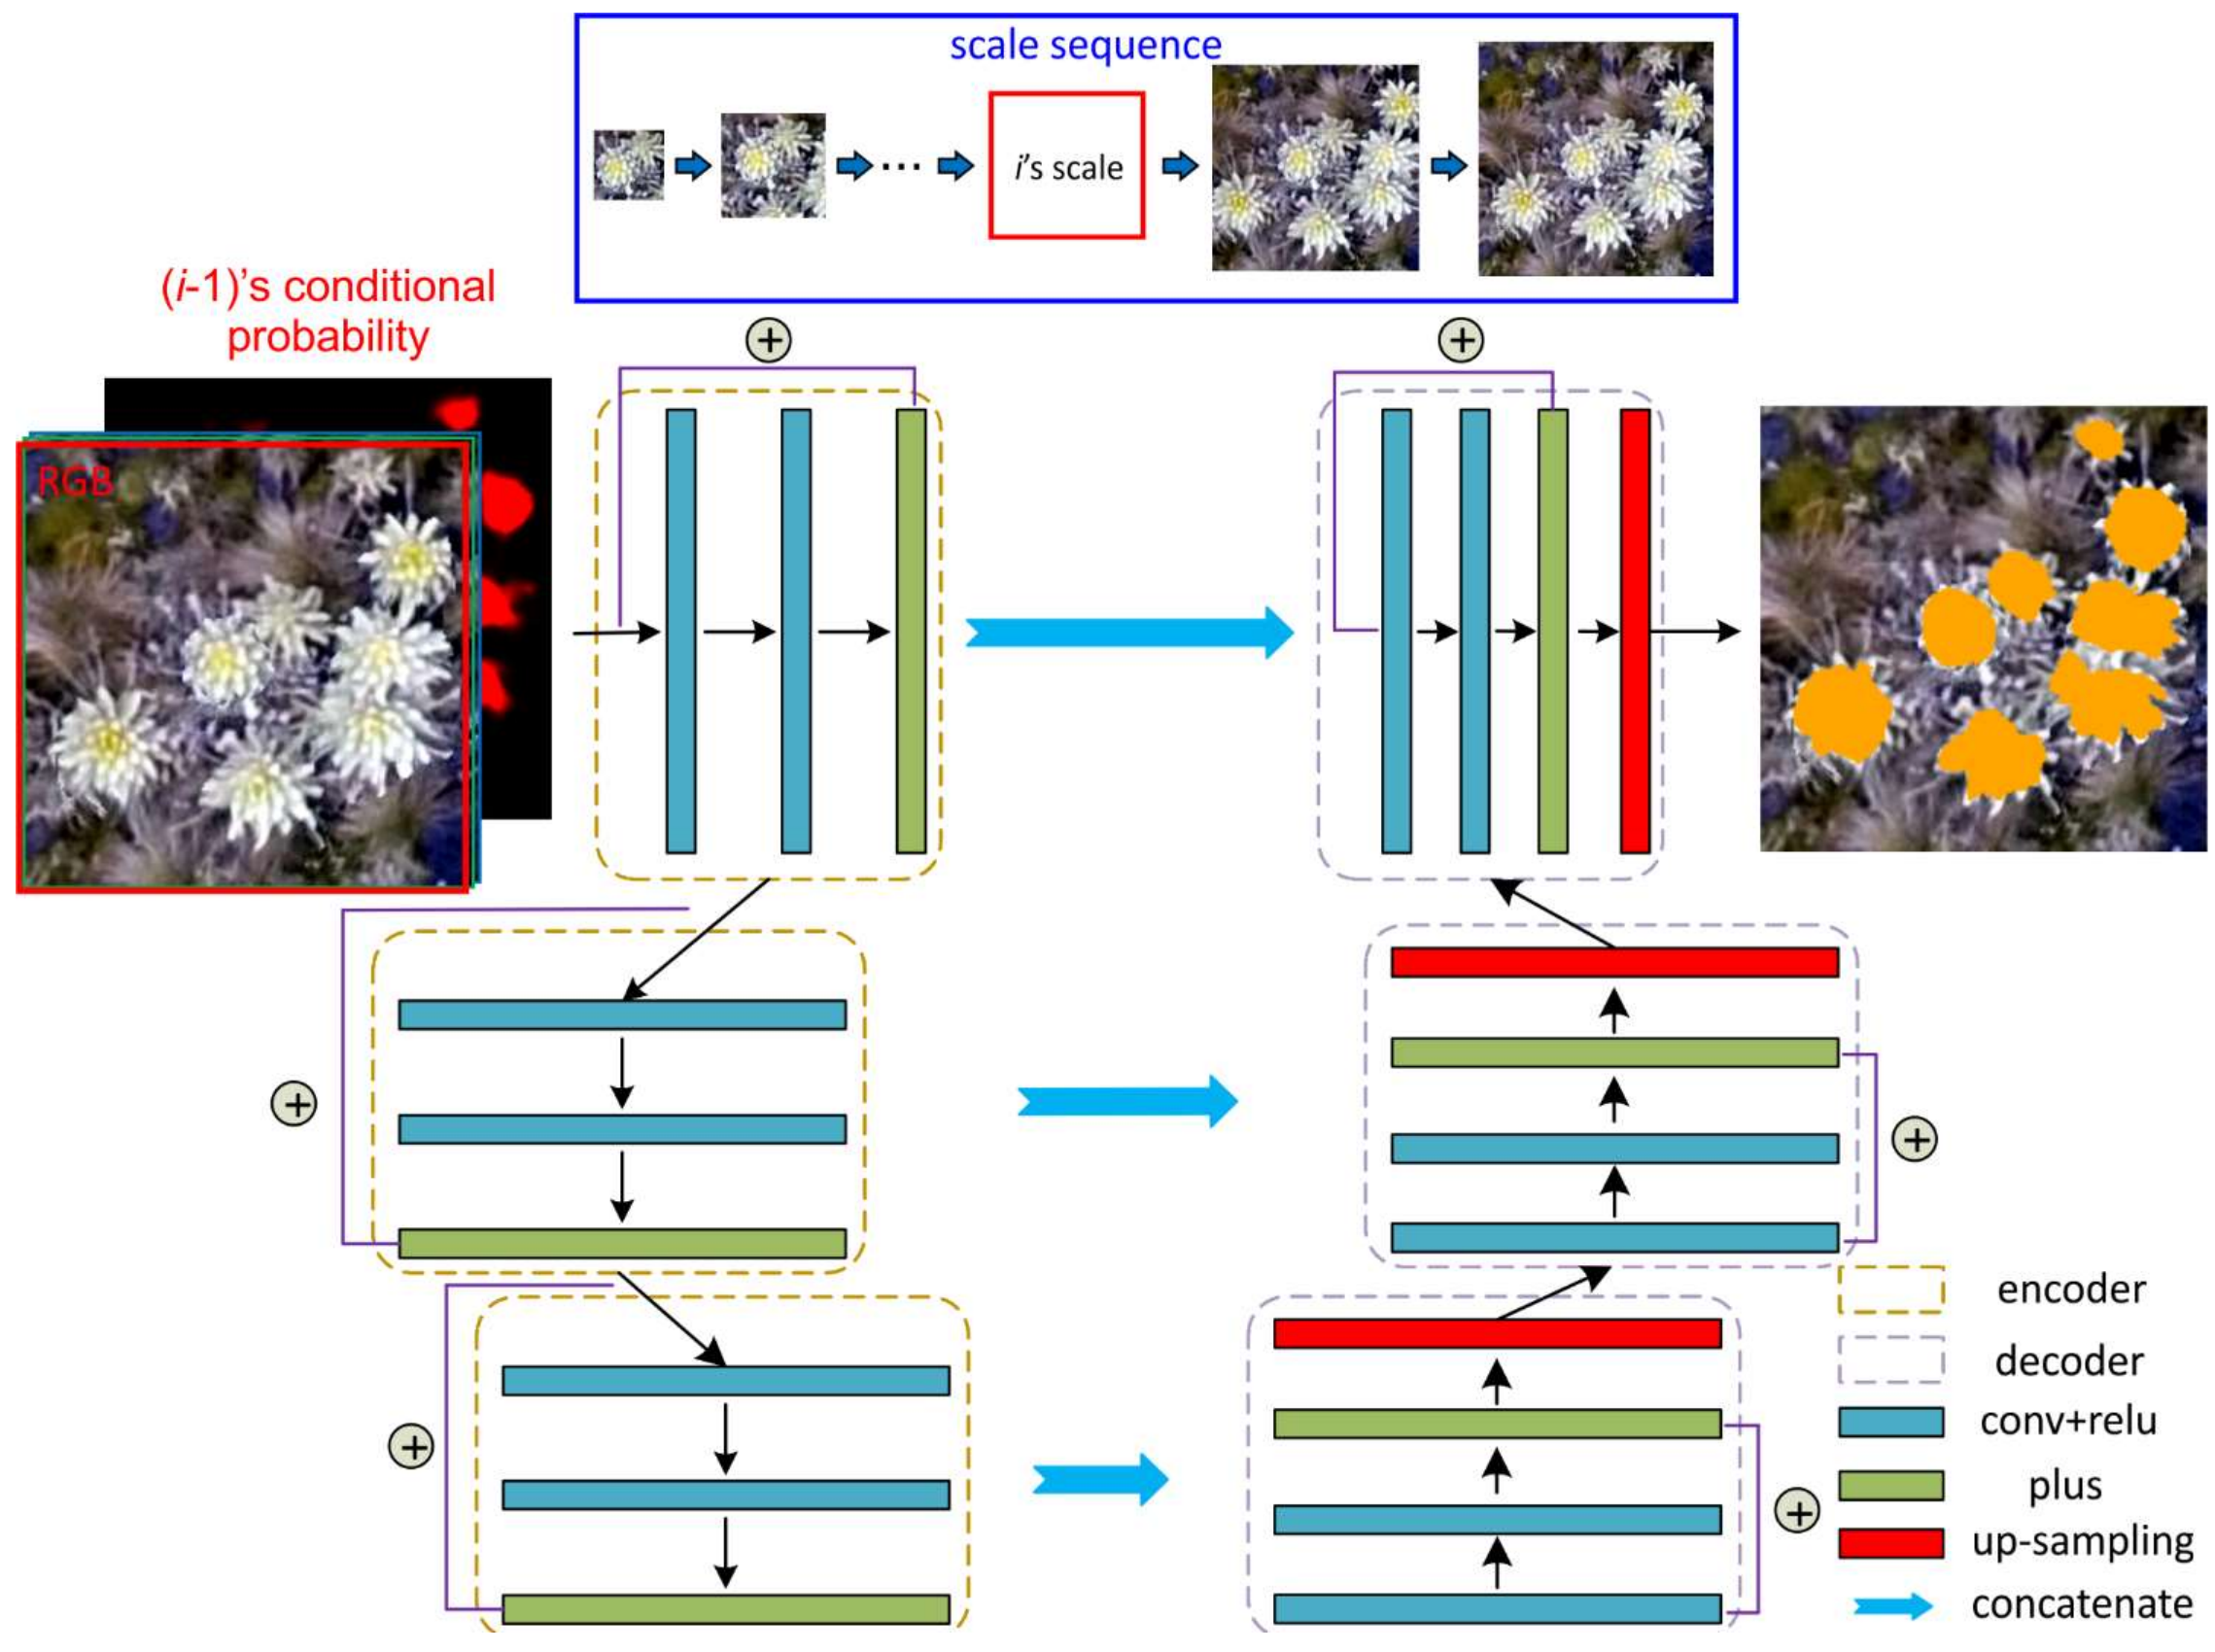 scale sequence
i's scale
(i-1)'s conditional
probability
RGB
encoder
decoder
conv+relu
plus
up-sampling
concatenate